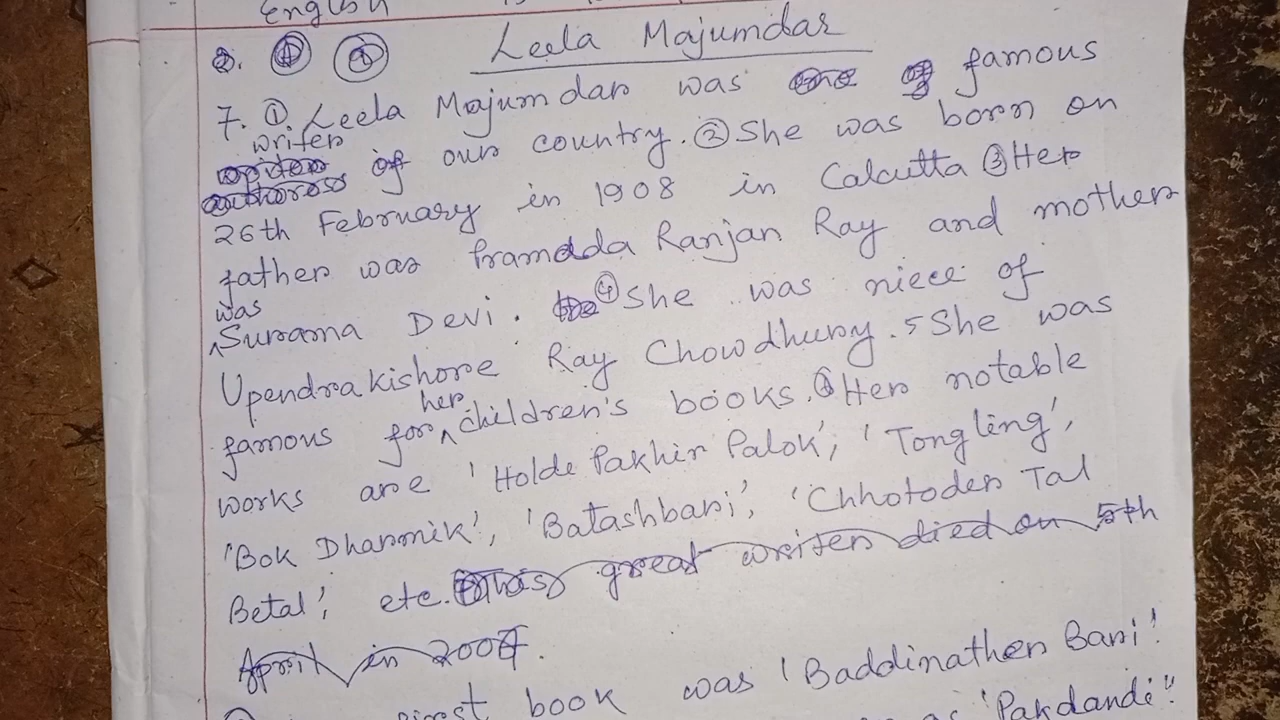 English
8.
Leela Majumdar
7. ① Leela Majumdar was famous
writer
of our country. ② She was born on
26th February in 1908 in Calcutta ③ Her
father was Pramada Ranjan Ray and mother
was
^ Surama Devi. ④ She was niece of
Upendrakishore Ray Chowdhury. 5 She was
her
famous for ^ children's books. ⑥ Her notable
works are 'Holde Pakhir Palok', 'Tongling',
'Bok Dharmik', 'Batashbari', 'Chhotoder Tal
Betal', etc. This great writer died on 5th
April in 2007.
first book was 'Baddinather Bari'.
'Pakdandi'